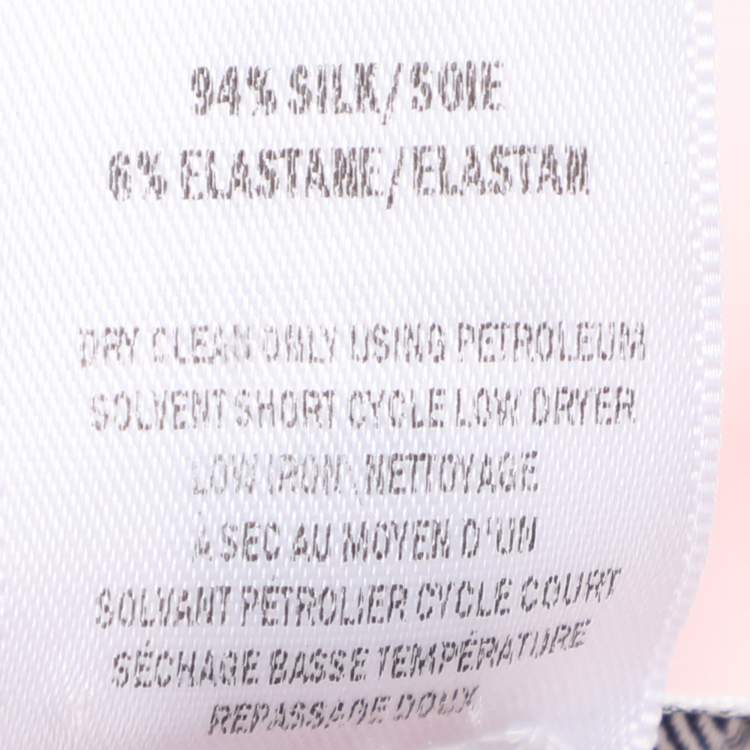 94% SILK/SOIE
6% ELASTANE/ELASTAN
DRY CLEAN ONLY USING PETROLEUM
SOLVENT SHORT CYCLE LOW DRYER
LOW IRON\NETTOYAGE
À SEC AU MOYEN D'UN
SOLVANT PÉTROLIER CYCLE COURT
SÉCHAGE BASSE TEMPÉRATURE
REPASSAGE DOUX